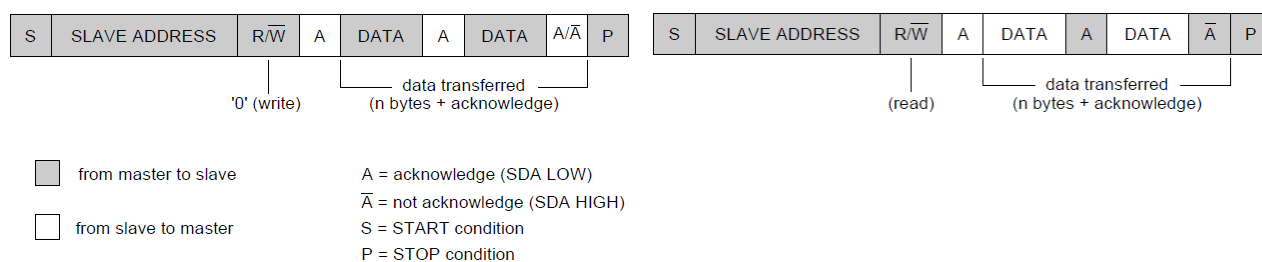 S SLAVE ADDRESS R/W̅ A DATA A DATA A/A̅ P
data transferred
'0' (write) (n bytes + acknowledge)
S SLAVE ADDRESS R/W̅ A DATA A DATA A̅ P
data transferred
(read) (n bytes + acknowledge)
from master to slave
from slave to master
A = acknowledge (SDA LOW)
A̅ = not acknowledge (SDA HIGH)
S = START condition
P = STOP condition